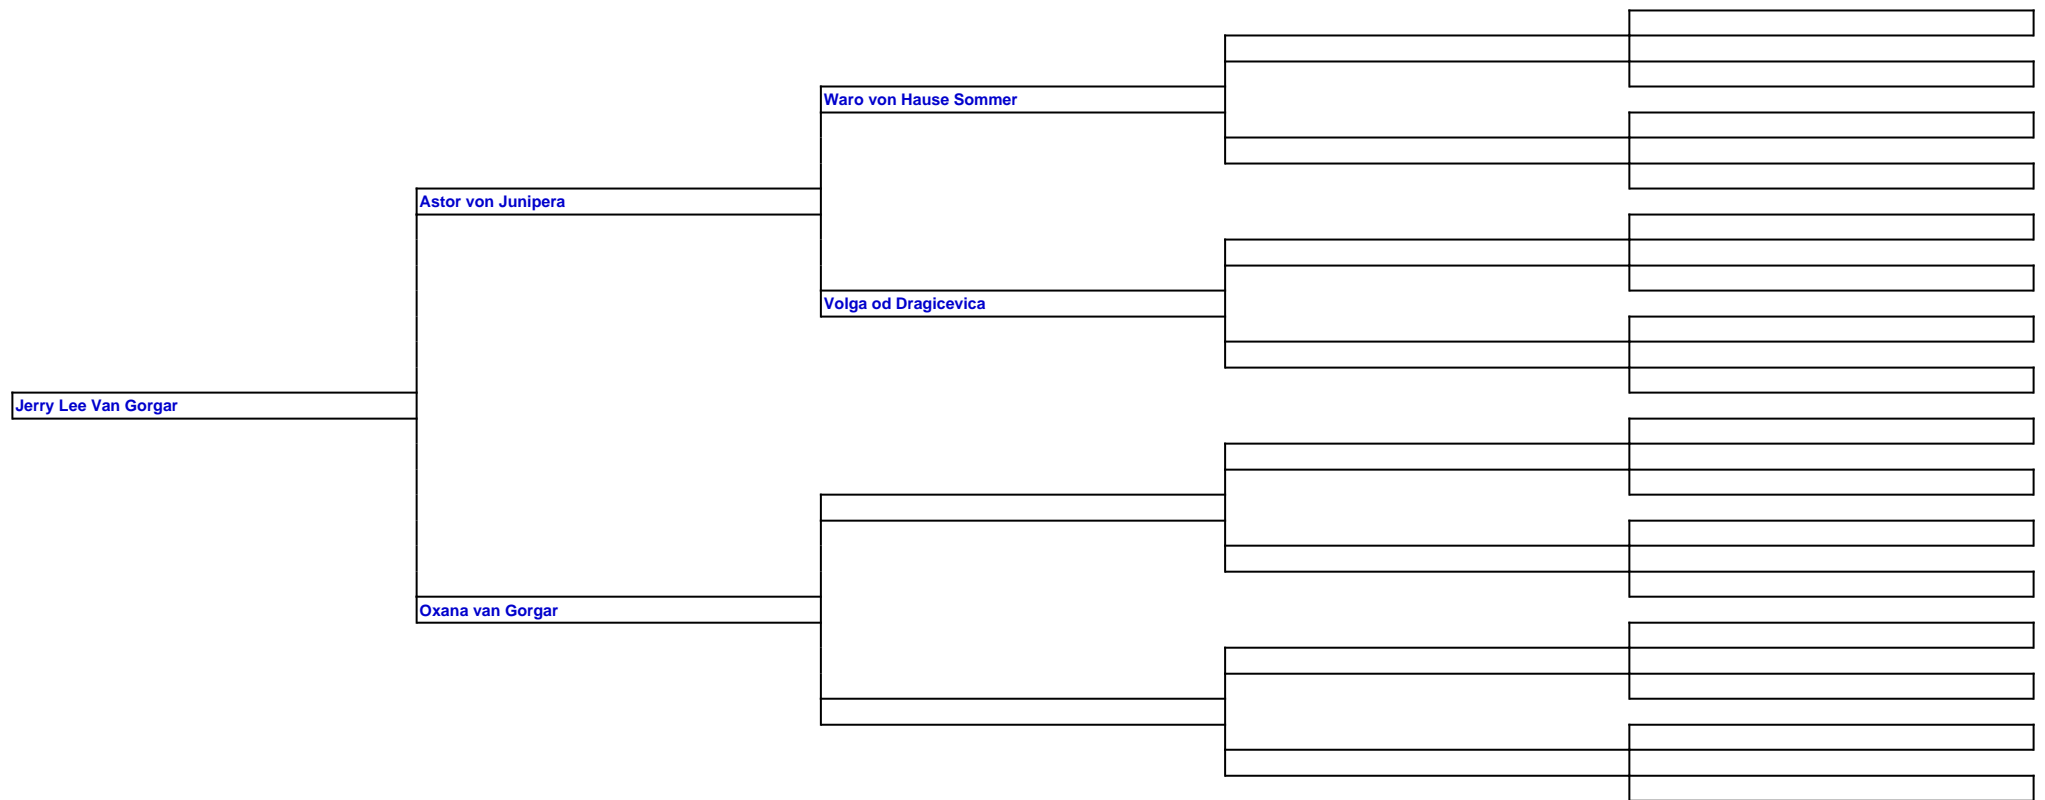 Waro von Hause Sommer
Astor von Junipera
Volga od Dragicevica
Jerry Lee Van Gorgar
Oxana van Gorgar